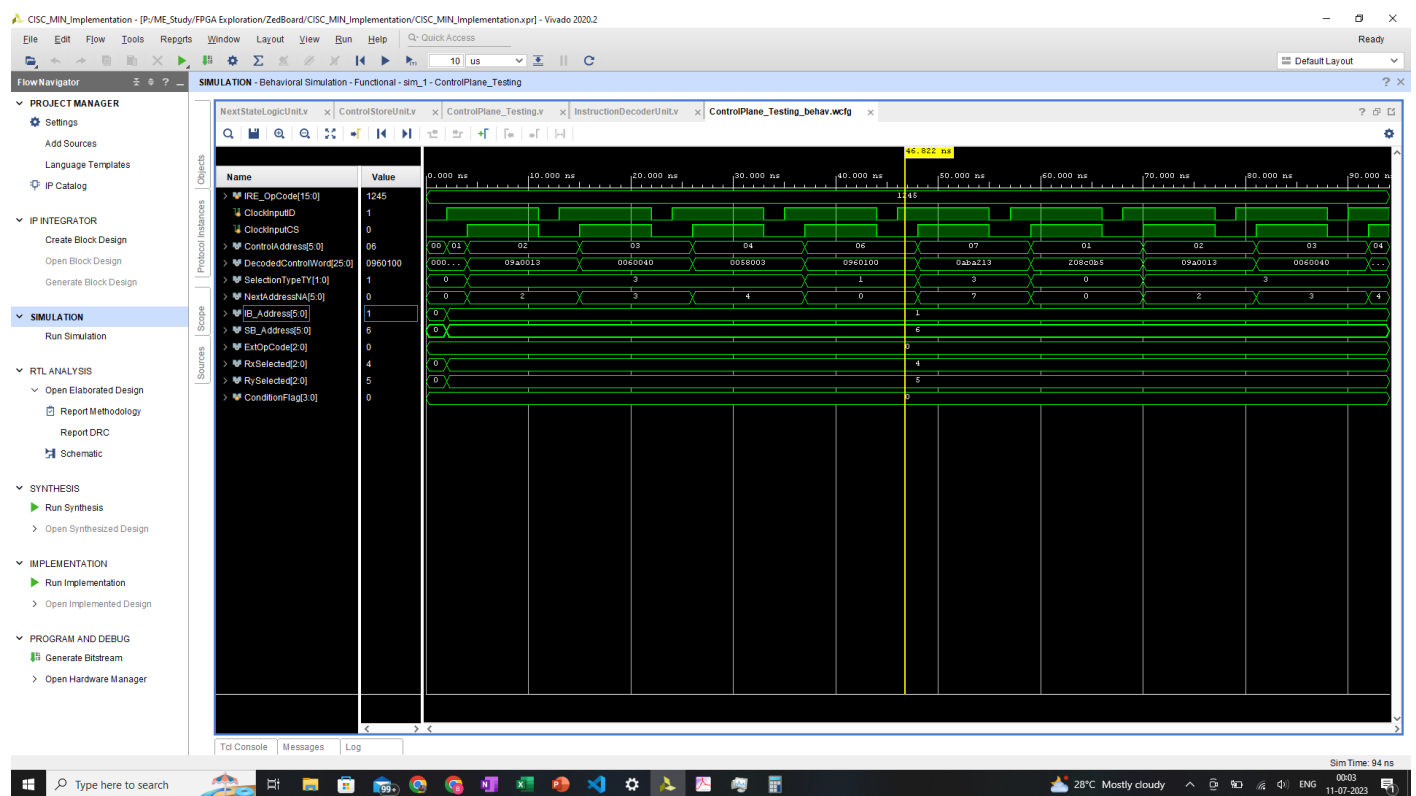 CISC_MIN_Implementation - [P:/ME_Study/FPGA Exploration/ZedBoard/CISC_MIN_Implementation/CISC_MIN_Implementation.xpr] - Vivado 2020.2
File Edit Flow Tools Reports Window Layout View Run Help Quick Access Ready
10 us Default Layout
Flow Navigator SIMULATION - Behavioral Simulation - Functional - sim_1 - ControlPlane_Testing
PROJECT MANAGER
Settings
Add Sources
Language Templates
IP Catalog
IP INTEGRATOR
Create Block Design
Open Block Design
Generate Block Design
SIMULATION
Run Simulation
RTL ANALYSIS
Open Elaborated Design
Report Methodology
Report DRC
Schematic
SYNTHESIS
Run Synthesis
Open Synthesized Design
IMPLEMENTATION
Run Implementation
Open Implemented Design
PROGRAM AND DEBUG
Generate Bitstream
Open Hardware Manager
Objects
Protocol Instances
Scope
Sources
NextStateLogicUnit.v ControlStoreUnit.v ControlPlane_Testing.v InstructionDecoderUnit.v ControlPlane_Testing_behav.wcfg
46.822 ns
Name Value 0.000 ns 10.000 ns 20.000 ns 30.000 ns 40.000 ns 50.000 ns 60.000 ns 70.000 ns 80.000 ns 90.000 n
IRE_OpCode[15:0] 1245 1245
ClockInputID 1
ClockInputCS 0
ControlAddress[5:0] 06 00 01 02 03 04 06 07 01 02 03 04
DecodedControlWord[25:0] 0960100 000... 09a0013 0060040 0058003 0960100 0aba213 208c0b5 09a0013 0060040 ...
SelectionTypeTY[1:0] 1 0 3 1 3 0 3
NextAddressNA[5:0] 0 0 2 3 4 0 7 0 2 3 4
IB_Address[5:0] 1 0 1
SB_Address[5:0] 6 0 6
ExtOpCode[2:0] 0 0
RxSelected[2:0] 4 0 4
RySelected[2:0] 5 0 5
ConditionFlag[3:0] 0 0
Tcl Console Messages Log
Sim Time: 94 ns
Type here to search 99+ 28°C Mostly cloudy ENG 00:03
11-07-2023